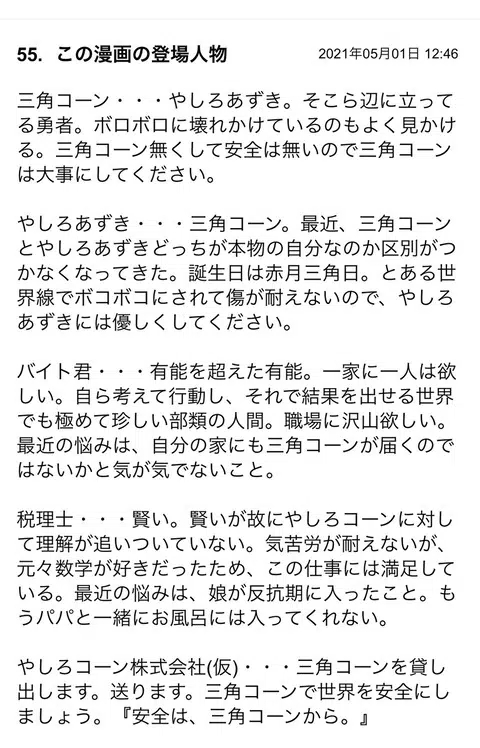 55. この漫画の登場人物 2021年05月01日 12:46
三角コーン・・・やしろあずき。そこら辺に立って
る勇者。ボロボロに壊れかけているのもよく見かけ
る。三角コーン無くして安全は無いので三角コーン
は大事にしてください。
やしろあずき・・・三角コーン。最近、三角コーン
とやしろあずきどっちが本物の自分なのか区別がつ
かなくなってきた。誕生日は赤月三角日。とある世
界線でボコボコにされて傷が耐えないので、やしろ
あずきには優しくしてください。
バイト君・・・有能を超えた有能。一家に一人は欲
しい。自ら考えて行動し、それで結果を出せる世界
でも極めて珍しい部類の人間。職場に沢山欲しい。
最近の悩みは、自分の家にも三角コーンが届くので
はないかと気が気でないこと。
税理士・・・賢い。賢いが故にやしろコーンに対し
て理解が追いついていない。気苦労が耐えないが、
元々数学が好きだったため、この仕事には満足して
いる。最近の悩みは、娘が反抗期に入ったこと。も
うパパと一緒にお風呂には入ってくれない。
やしろコーン株式会社(仮)・・・三角コーンを貸し
出します。送ります。三角コーンで世界を安全にし
ましょう。『安全は、三角コーンから。』